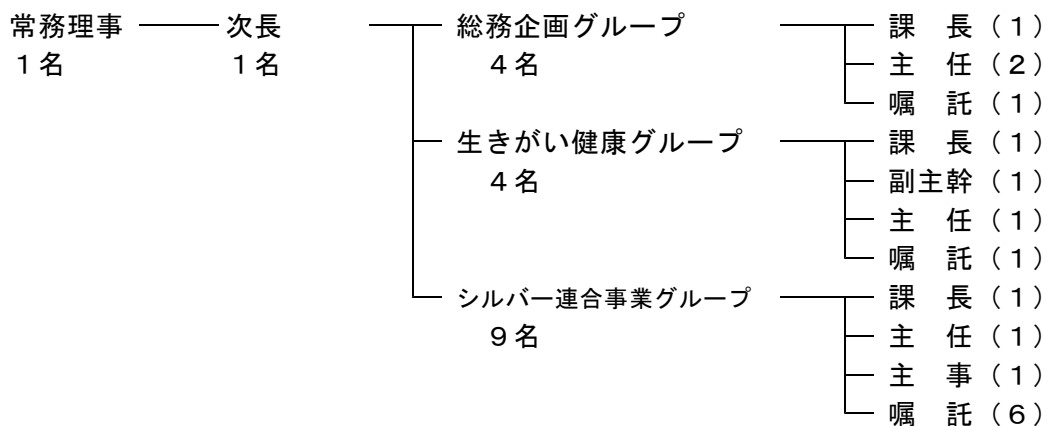 常務理事 次長 総務企画グループ 課 長（１）
１名 １名 ４名 主 任（２）
嘱 託（１）
生きがい健康グループ 課 長（１）
４名 副主幹（１）
主 任（１）
嘱 託（１）
シルバー連合事業グループ 課 長（１）
９名 主 任（１）
主 事（１）
嘱 託（６）